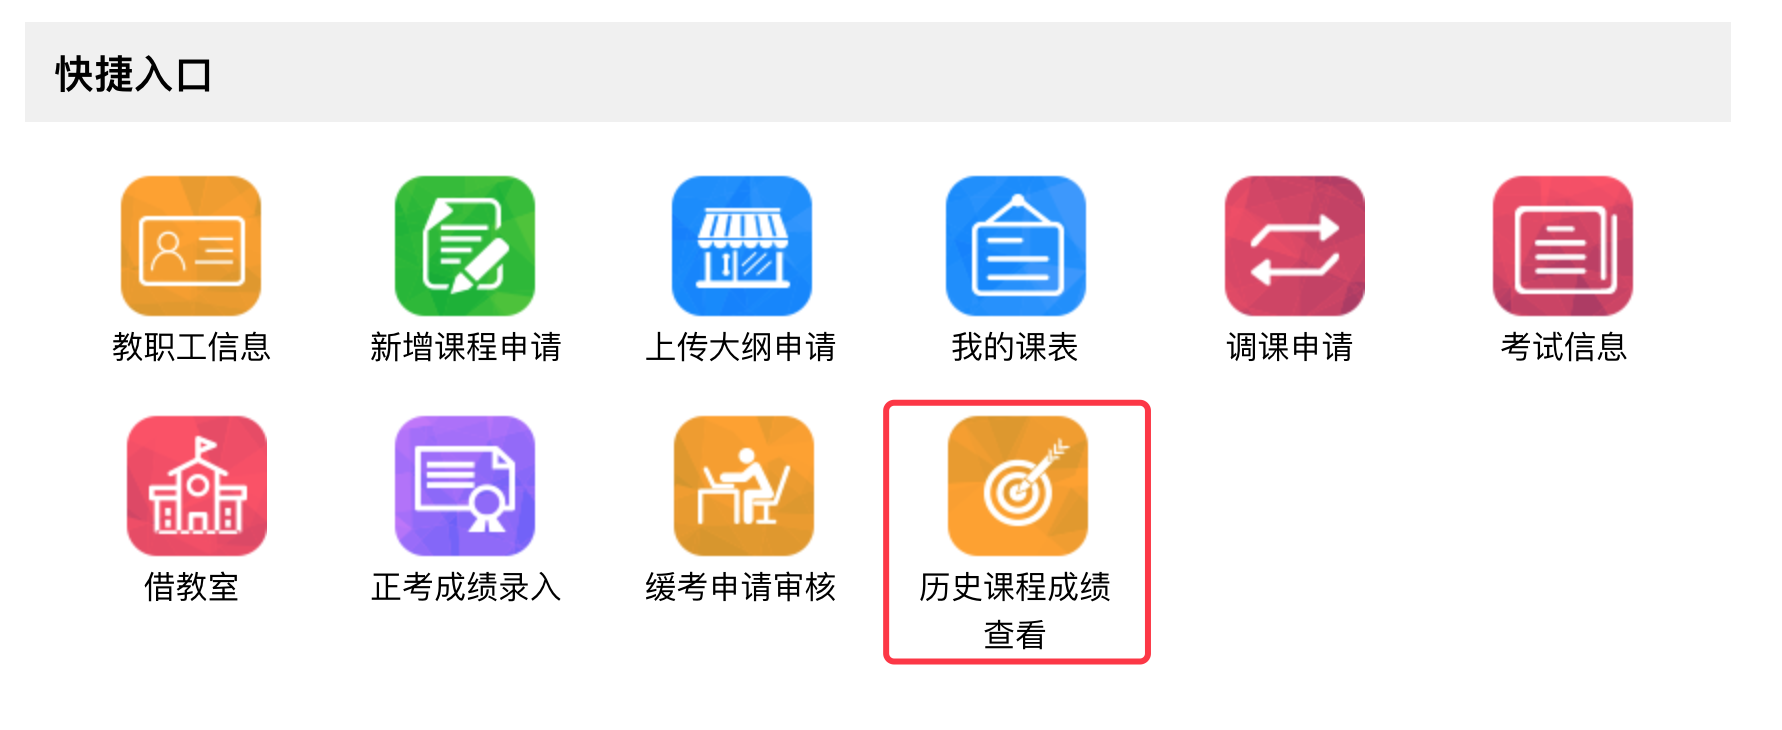 快捷入口
教职工信息
新增课程申请
上传大纲申请
我的课表
调课申请
考试信息
借教室
正考成绩录入
缓考申请审核
历史课程成绩
查看